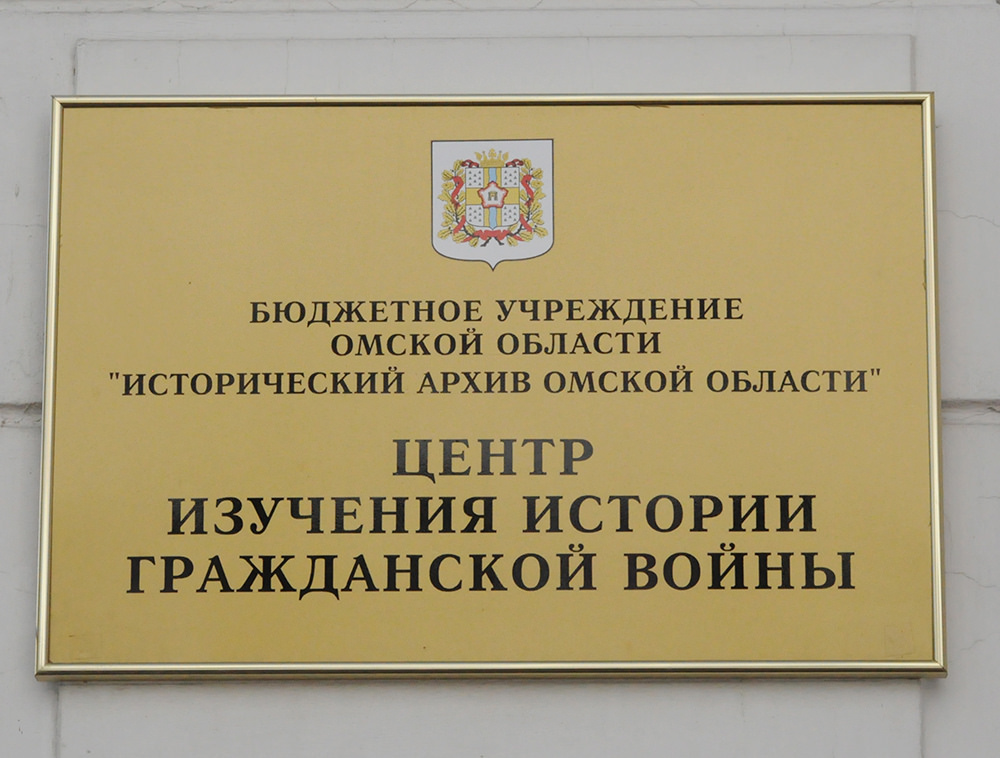 БЮДЖЕТНОЕ УЧРЕЖДЕНИЕ
ОМСКОЙ ОБЛАСТИ
"ИСТОРИЧЕСКИЙ АРХИВ ОМСКОЙ ОБЛАСТИ"
ЦЕНТР
ИЗУЧЕНИЯ ИСТОРИИ
ГРАЖДАНСКОЙ ВОЙНЫ